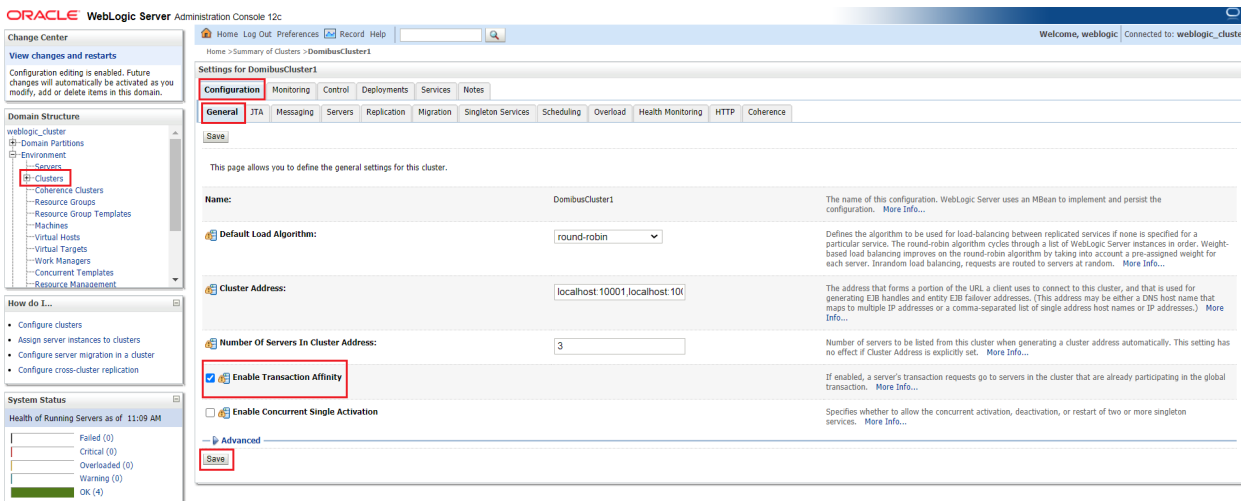 ORACLE WebLogic Server Administration Console 12c
Change Center
View changes and restarts
Configuration editing is enabled. Future
changes will automatically be activated as you
modify, add or delete items in this domain.
Domain Structure
weblogic_cluster
Domain Partitions
Environment
Servers
Clusters
Coherence Clusters
Resource Groups
Resource Group Templates
Machines
Virtual Hosts
Virtual Targets
Work Managers
Concurrent Templates
Resource Management
How do I...
Configure clusters
Assign server instances to clusters
Configure server migration in a cluster
Configure cross-cluster replication
System Status
Health of Running Servers as of 11:09 AM
Failed (0)
Critical (0)
Overloaded (0)
Warning (0)
OK (4)
Home Log Out Preferences Record Help
Welcome, weblogic Connected to: weblogic_cluste
Home >Summary of Clusters >DomibusCluster1
Settings for DomibusCluster1
Configuration Monitoring Control Deployments Services Notes
General JTA Messaging Servers Replication Migration Singleton Services Scheduling Overload Health Monitoring HTTP Coherence
Save
This page allows you to define the general settings for this cluster.
Name:
DomibusCluster1
The name of this configuration. WebLogic Server uses an MBean to implement and persist the
configuration. More Info...
Default Load Algorithm:
round-robin
Defines the algorithm to be used for load-balancing between replicated services if none is specified for a
particular service. The round-robin algorithm cycles through a list of WebLogic Server instances in order. Weight-
based load balancing improves on the round-robin algorithm by taking into account a pre-assigned weight for
each server. Inrandom load balancing, requests are routed to servers at random. More Info...
Cluster Address:
localhost:10001,localhost:100
The address that forms a portion of the URL a client uses to connect to this cluster, and that is used for
generating EJB handles and entity EJB failover addresses. (This address may be either a DNS host name that
maps to multiple IP addresses or a comma-separated list of single address host names or IP addresses.) More
Info...
Number Of Servers In Cluster Address:
3
Number of servers to be listed from this cluster when generating a cluster address automatically. This setting has
no effect if Cluster Address is explicitly set. More Info...
Enable Transaction Affinity
If enabled, a server's transaction requests go to servers in the cluster that are already participating in the global
transaction. More Info...
Enable Concurrent Single Activation
Specifies whether to allow the concurrent activation, deactivation, or restart of two or more singleton
services. More Info...
Advanced
Save